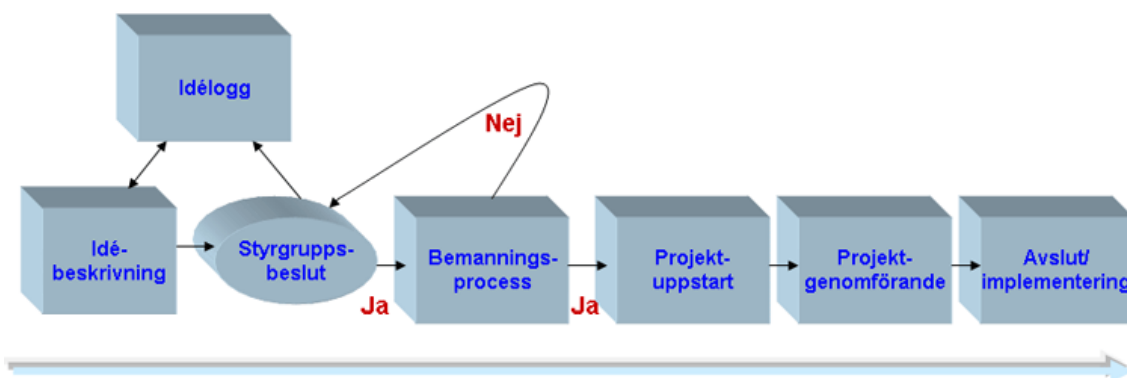 Idélogg
Nej
Idé-
beskrivning
Styrgrupps-
beslut
Ja
Bemannings-
process
Ja
Projekt-
uppstart
Projekt-
genomförande
Avslut/
implementering